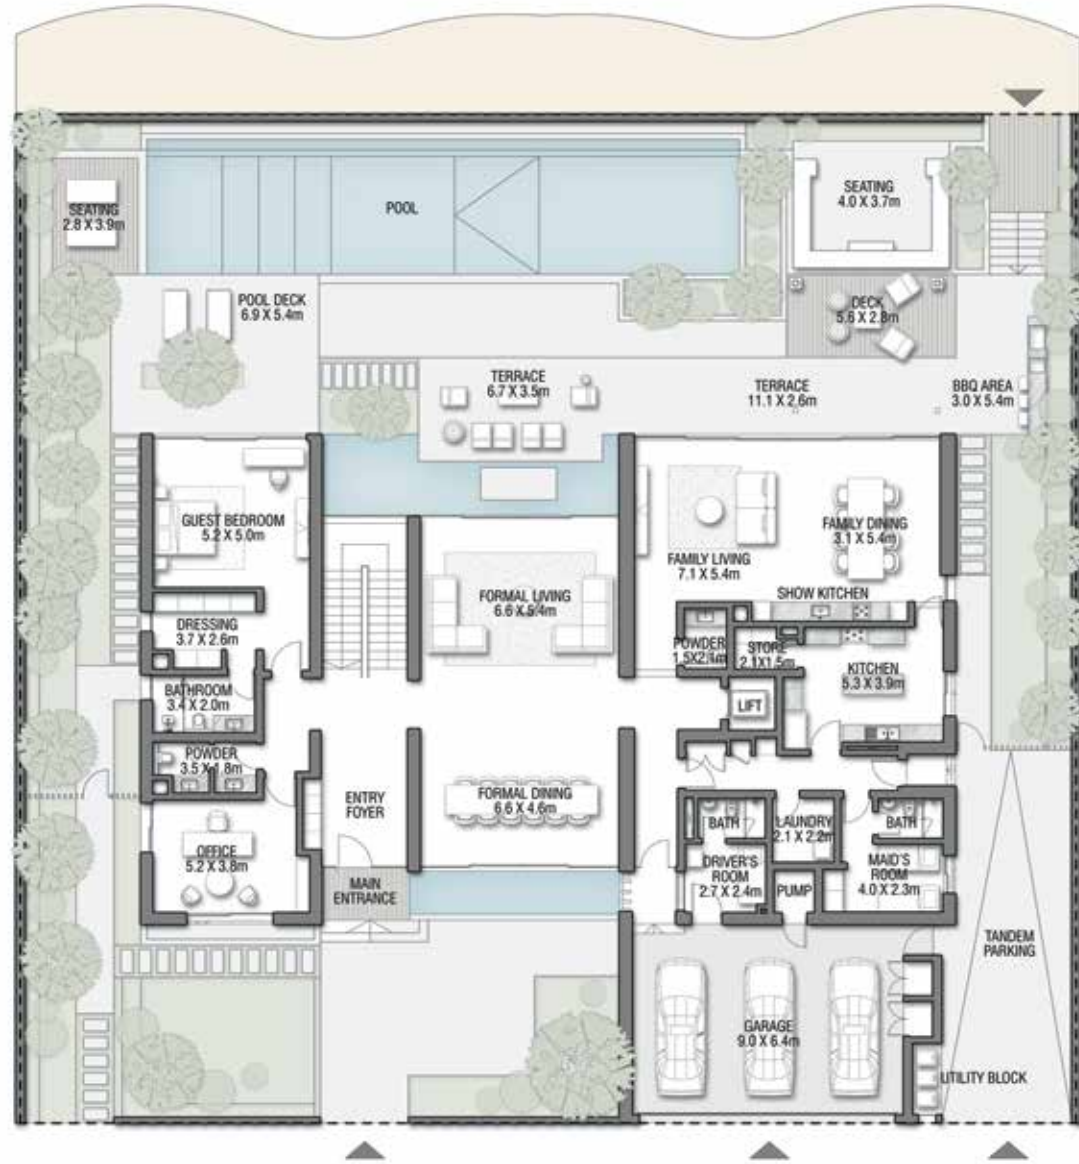 SEATING
2.8 X 3.9m
POOL
SEATING
4.0 X 3.7m
POOL DECK
6.9 X 5.4m
DECK
5.6 X 2.8m
TERRACE
6.7 X 3.5m
TERRACE
11.1 X 2.6m
BBQ AREA
3.0 X 5.4m
GUEST BEDROOM
5.2 X 5.0m
FAMILY DINING
3.1 X 5.4m
FAMILY LIVING
7.1 X 5.4m
FORMAL LIVING
6.6 X 5.4m
SHOW KITCHEN
DRESSING
3.7 X 2.6m
POWDER
1.5X2.1m
STORE
2.1X1.5m
KITCHEN
5.3 X 3.9m
BATHROOM
3.4 X 2.0m
LIFT
POWDER
3.5 X 1.8m
ENTRY
FOYER
FORMAL DINING
6.6 X 4.6m
BATH
LAUNDRY
2.1 X 2.2m
BATH
OFFICE
5.2 X 3.8m
DRIVER'S
ROOM
2.7 X 2.4m
MAID'S
ROOM
4.0 X 2.3m
MAIN
ENTRANCE
PUMP
TANDEM
PARKING
GARAGE
9.0 X 6.4m
UTILITY BLOCK